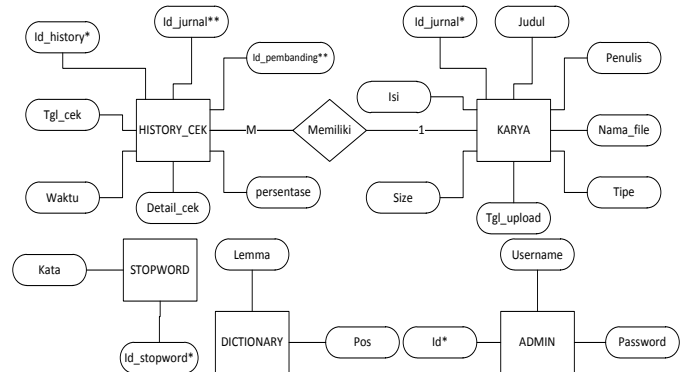 Id_jurnal**
Id_jurnal*
Judul
Id_history*
Id_pembanding**
Penulis
Isi
Tgl_cek
HISTORY_CEK
M
Memiliki
1
KARYA
Nama_file
Waktu
Detail_cek
persentase
Size
Tgl_upload
Tipe
Kata
STOPWORD
Lemma
Username
Id_stopword*
DICTIONARY
Pos
Id*
ADMIN
Password